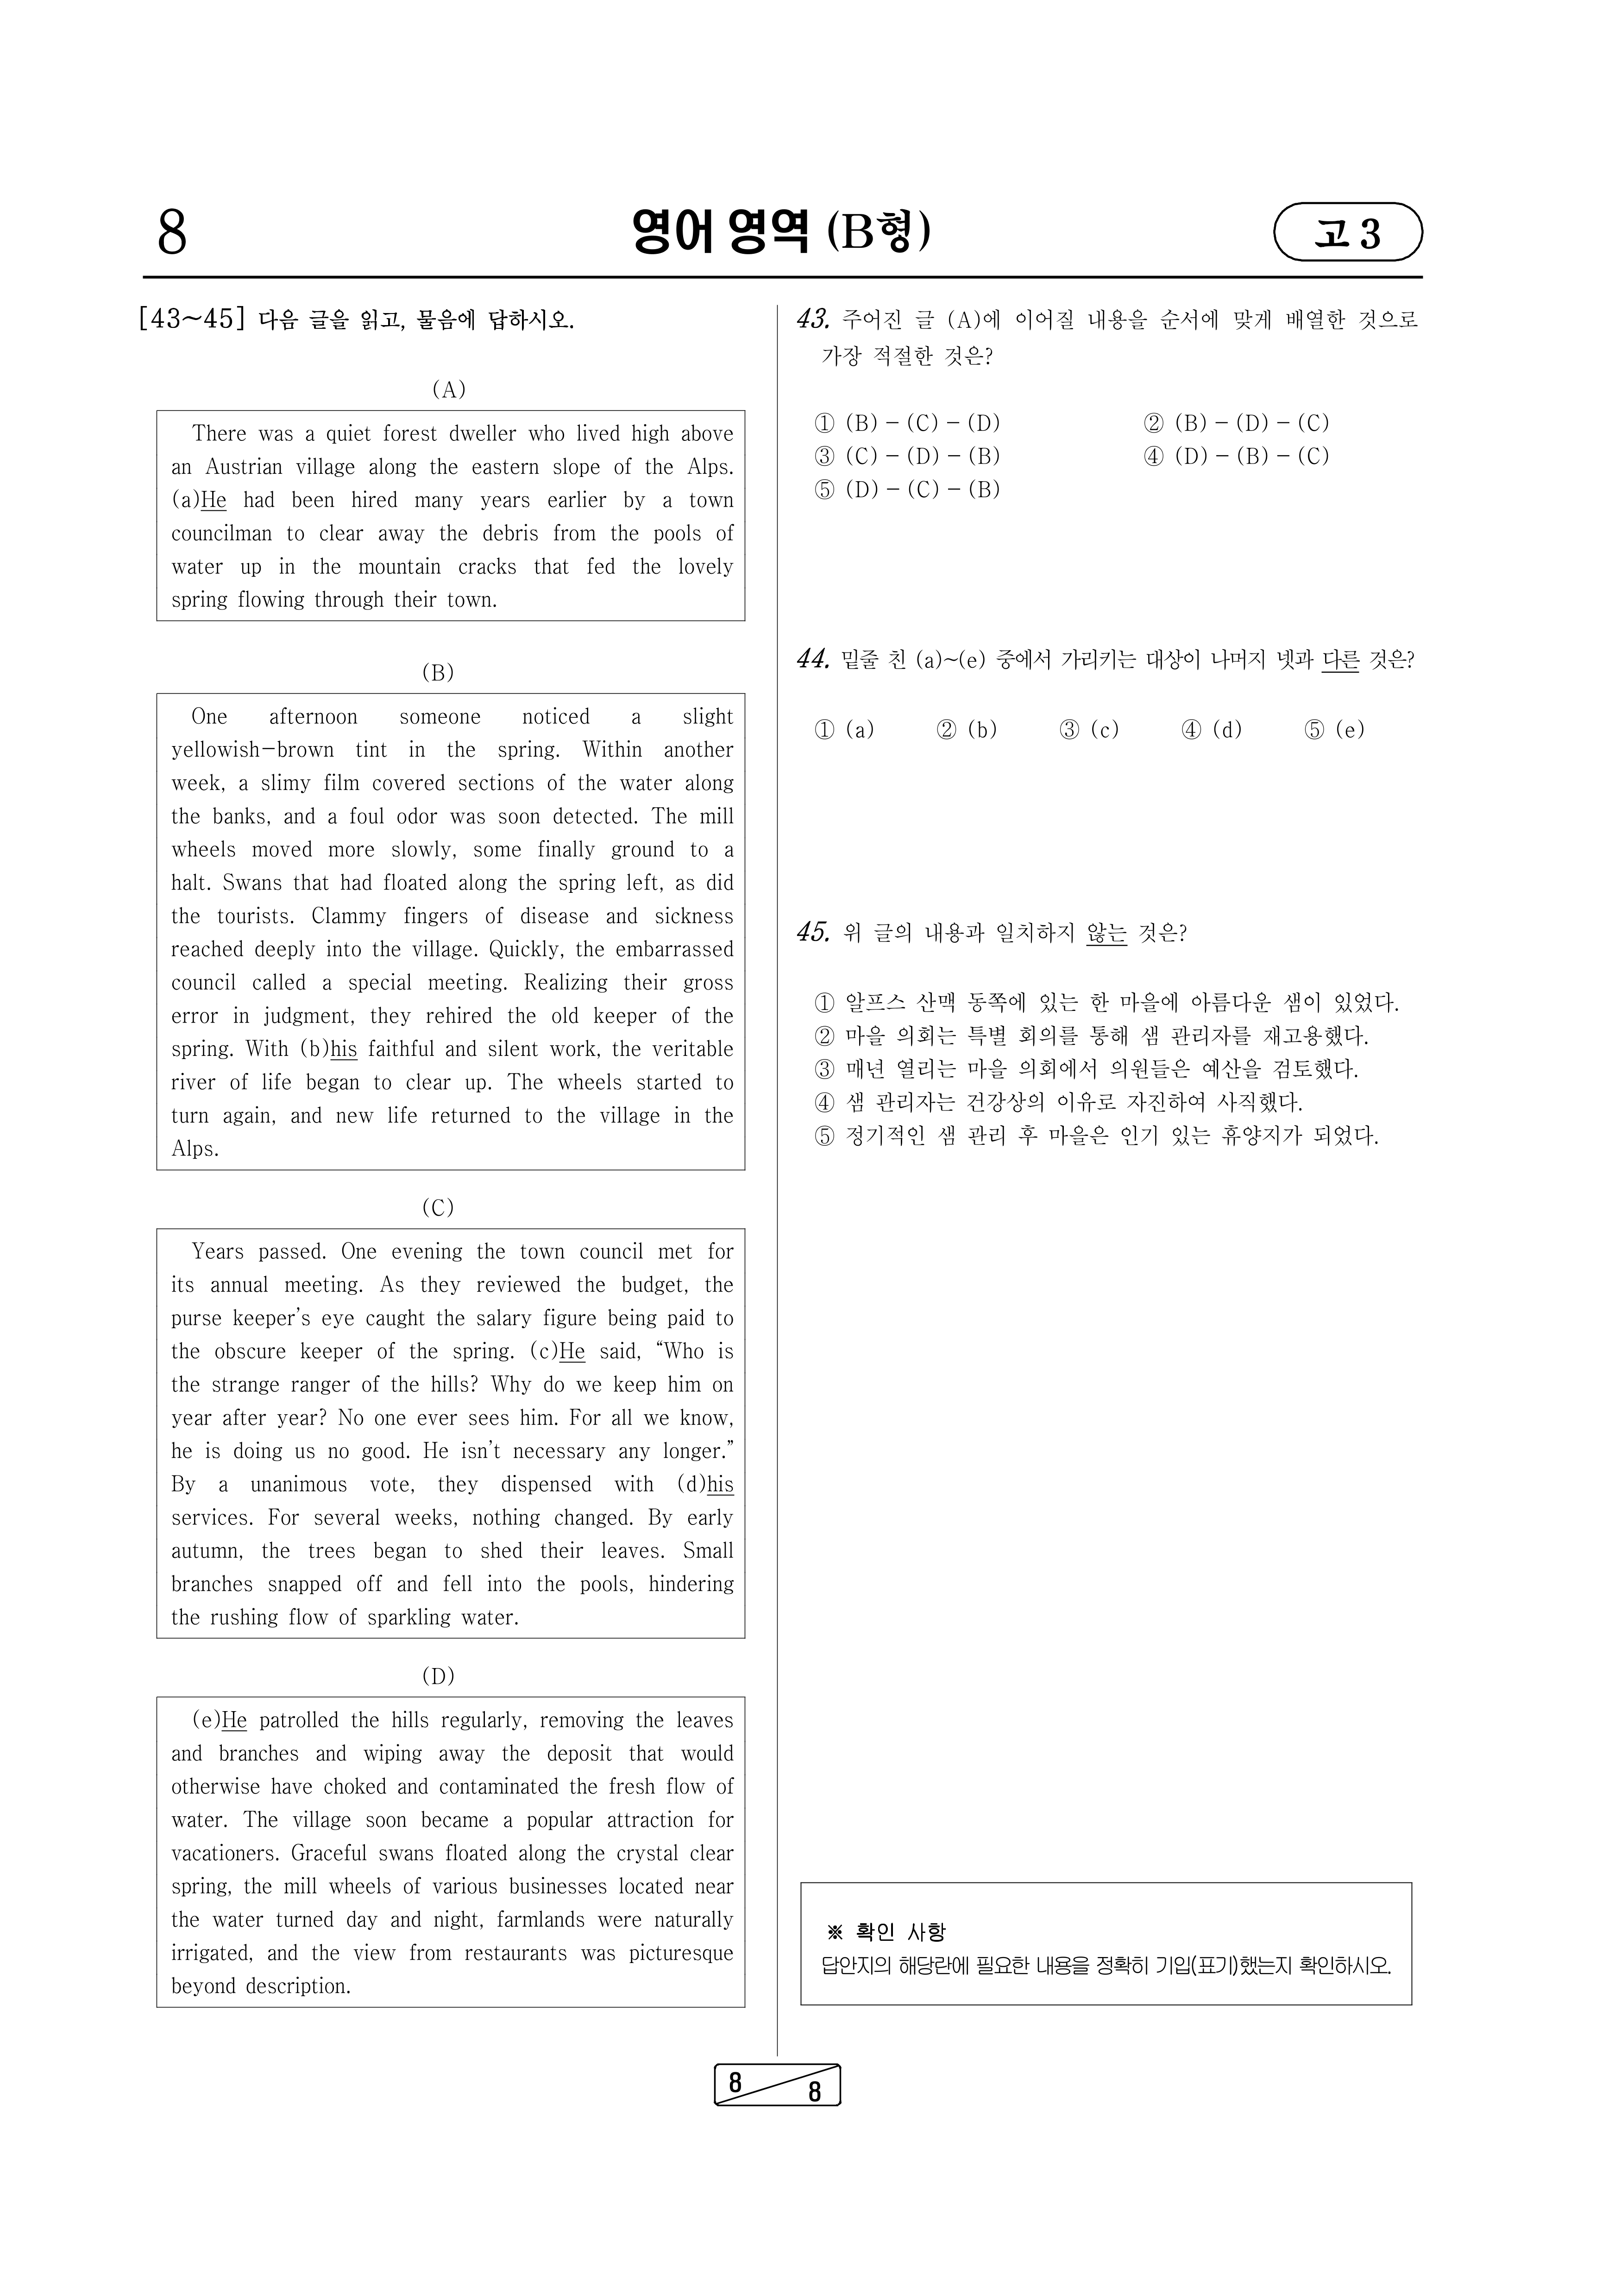 8
영어 영역 (B형)
고 3
[43~45] 다음 글을 읽고, 물음에 답하시오.
(A)
There was a quiet forest dweller who lived high above
an Austrian village along the eastern slope of the Alps.
(a)He had been hired many years earlier by a town
councilman to clear away the debris from the pools of
water up in the mountain cracks that fed the lovely
spring flowing through their town.
(B)
One afternoon someone noticed a slight
yellowish-brown tint in the spring. Within another
week, a slimy film covered sections of the water along
the banks, and a foul odor was soon detected. The mill
wheels moved more slowly, some finally ground to a
halt. Swans that had floated along the spring left, as did
the tourists. Clammy fingers of disease and sickness
reached deeply into the village. Quickly, the embarrassed
council called a special meeting. Realizing their gross
error in judgment, they rehired the old keeper of the
spring. With (b)his faithful and silent work, the veritable
river of life began to clear up. The wheels started to
turn again, and new life returned to the village in the
Alps.
(C)
Years passed. One evening the town council met for
its annual meeting. As they reviewed the budget, the
purse keeper's eye caught the salary figure being paid to
the obscure keeper of the spring. (c)He said, "Who is
the strange ranger of the hills? Why do we keep him on
year after year? No one ever sees him. For all we know,
he is doing us no good. He isn't necessary any longer."
By a unanimous vote, they dispensed with (d)his
services. For several weeks, nothing changed. By early
autumn, the trees began to shed their leaves. Small
branches snapped off and fell into the pools, hindering
the rushing flow of sparkling water.
(D)
(e)He patrolled the hills regularly, removing the leaves
and branches and wiping away the deposit that would
otherwise have choked and contaminated the fresh flow of
water. The village soon became a popular attraction for
vacationers. Graceful swans floated along the crystal clear
spring, the mill wheels of various businesses located near
the water turned day and night, farmlands were naturally
irrigated, and the view from restaurants was picturesque
beyond description.
43. 주어진 글 (A)에 이어질 내용을 순서에 맞게 배열한 것으로
가장 적절한 것은?
① (B) - (C) - (D) ② (B) - (D) - (C)
③ (C) - (D) - (B) ④ (D) - (B) - (C)
⑤ (D) - (C) - (B)
44. 밑줄 친 (a)~(e) 중에서 가리키는 대상이 나머지 넷과 다른 것은?
① (a) ② (b) ③ (c) ④ (d) ⑤ (e)
45. 위 글의 내용과 일치하지 않는 것은?
① 알프스 산맥 동쪽에 있는 한 마을에 아름다운 샘이 있었다.
② 마을 의회는 특별 회의를 통해 샘 관리자를 재고용했다.
③ 매년 열리는 마을 의회에서 의원들은 예산을 검토했다.
④ 샘 관리자는 건강상의 이유로 자진하여 사직했다.
⑤ 정기적인 샘 관리 후 마을은 인기 있는 휴양지가 되었다.
※ 확인 사항
답안지의 해당란에 필요한 내용을 정확히 기입(표기)했는지 확인하시오.
8
8